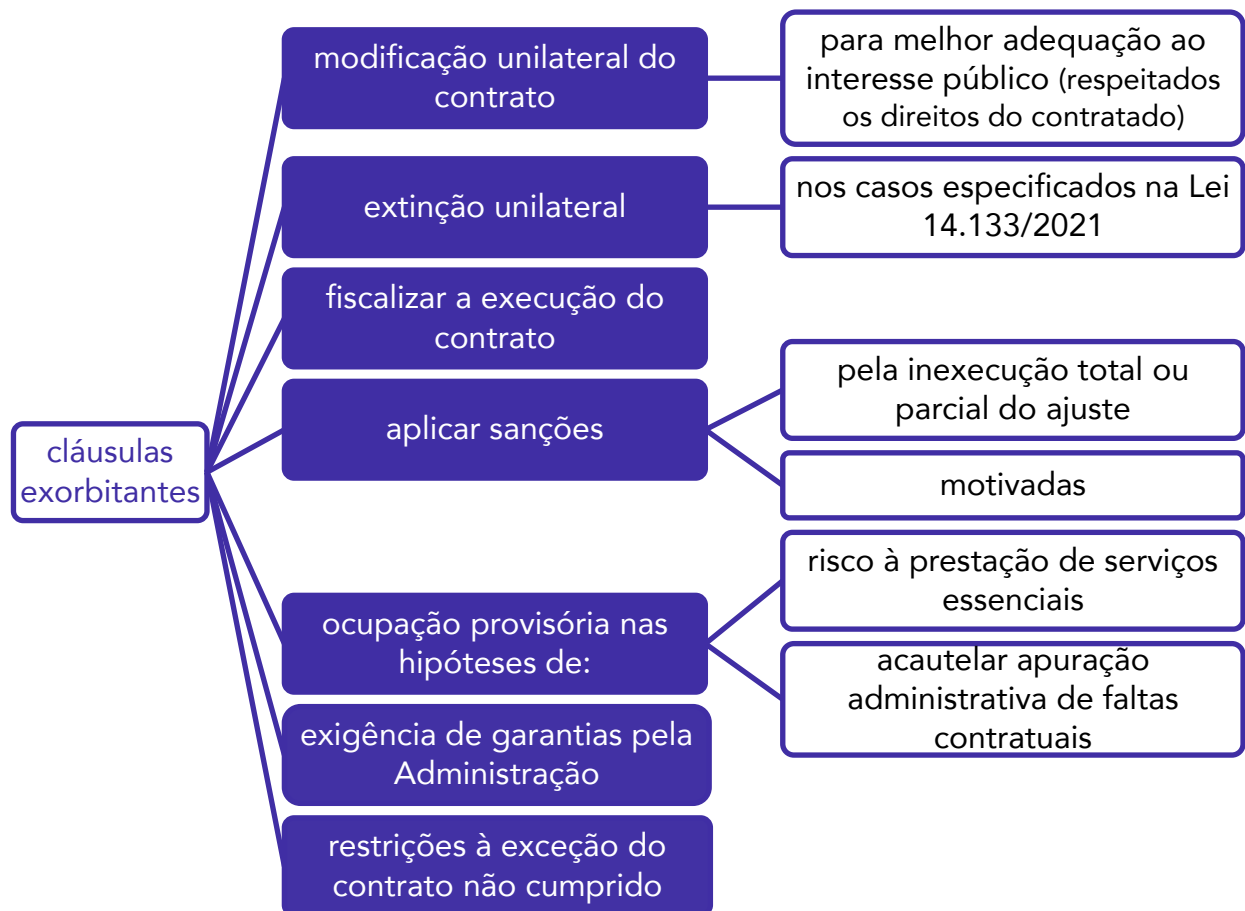 cláusulas
exorbitantes
modificação unilateral do
contrato
para melhor adequação ao
interesse público (respeitados
os direitos do contratado)
extinção unilateral
nos casos especificados na Lei
14.133/2021
fiscalizar a execução do
contrato
aplicar sanções
pela inexecução total ou
parcial do ajuste
motivadas
ocupação provisória nas
hipóteses de:
risco à prestação de serviços
essenciais
acautelar apuração
administrativa de faltas
contratuais
exigência de garantias pela
Administração
restrições à exceção do
contrato não cumprido